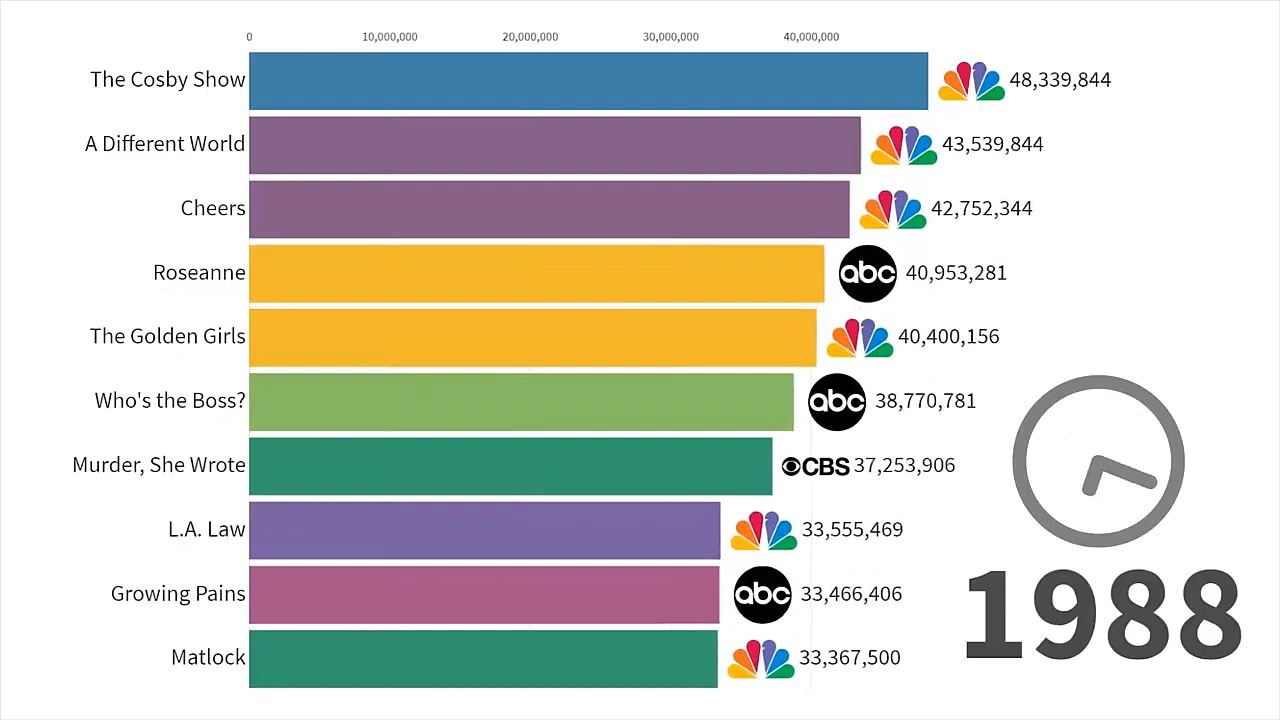 0 10,000,000 20,000,000 30,000,000 40,000,000
The Cosby Show 48,339,844
A Different World 43,539,844
Cheers 42,752,344
Roseanne abc 40,953,281
The Golden Girls 40,400,156
Who's the Boss? abc 38,770,781
Murder, She Wrote CBS 37,253,906
L.A. Law 33,555,469
Growing Pains abc 33,466,406
Matlock 33,367,500
1988